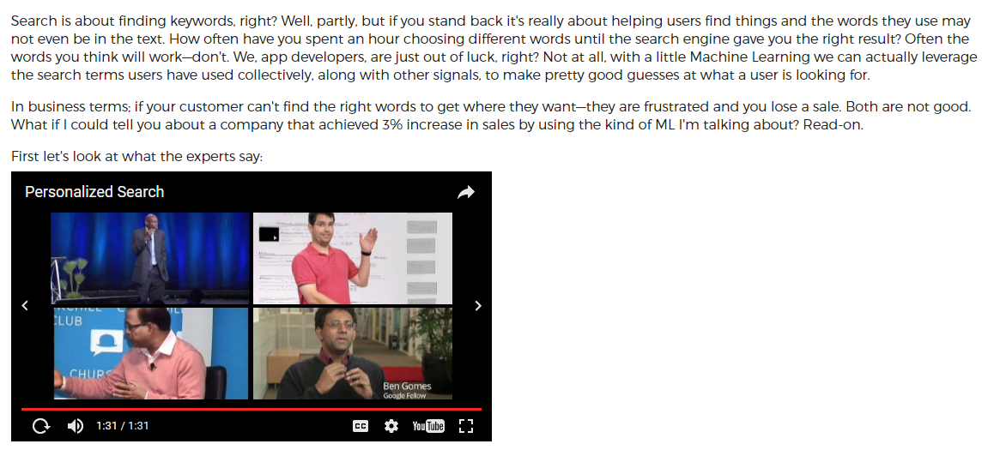 Search is about finding keywords, right? Well, partly, but if you stand back it's really about helping users find things and the words they use may
not even be in the text. How often have you spent an hour choosing different words until the search engine gave you the right result? Often the
words you think will work—don't. We, app developers, are just out of luck, right? Not at all, with a little Machine Learning we can actually leverage
the search terms users have used collectively, along with other signals, to make pretty good guesses at what a user is looking for.
In business terms; if your customer can't find the right words to get where they want—they are frustrated and you lose a sale. Both are not good.
What if I could tell you about a company that achieved 3% increase in sales by using the kind of ML I'm talking about? Read-on.
First let's look at what the experts say:
Personalized Search
CLUB
CHURC
Ben Gomes
Google Fellow
1:31 / 1:31
CC
YouTube